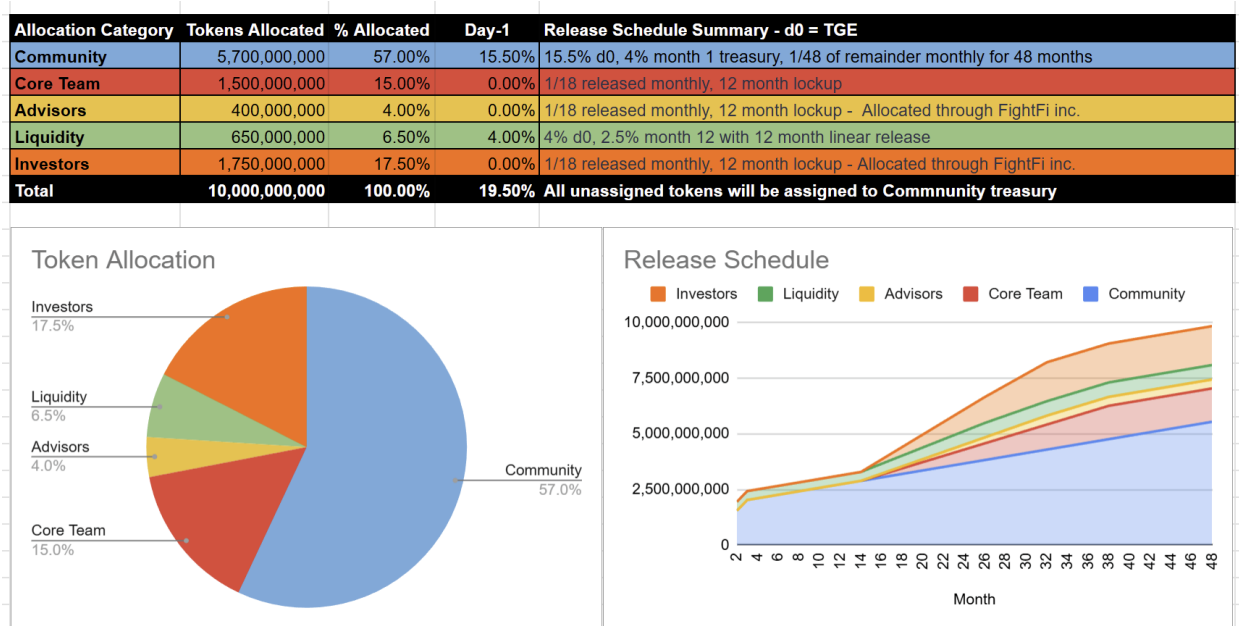 Allocation Category Tokens Allocated % Allocated Day-1 Release Schedule Summary - d0 = TGE
Community 5,700,000,000 57.00% 15.50% 15.5% d0, 4% month 1 treasury, 1/48 of remainder monthly for 48 months
Core Team 1,500,000,000 15.00% 0.00% 1/18 released monthly, 12 month lockup
Advisors 400,000,000 4.00% 0.00% 1/18 released monthly, 12 month lockup - Allocated through FightFi inc.
Liquidity 650,000,000 6.50% 4.00% 4% d0, 2.5% month 12 with 12 month linear release
Investors 1,750,000,000 17.50% 0.00% 1/18 released monthly, 12 month lockup - Allocated through FightFi inc.
Total 10,000,000,000 100.00% 19.50% All unassigned tokens will be assigned to Commnunity treasury
Token Allocation
Investors
17.5%
Liquidity
6.5%
Advisors
4.0%
Core Team
15.0%
Community
57.0%
Release Schedule
Investors Liquidity Advisors Core Team Community
10,000,000,000
7,500,000,000
5,000,000,000
2,500,000,000
0
2 4 6 8 10 12 14 16 18 20 22 24 26 28 30 32 34 36 38 40 42 44 46 48
Month